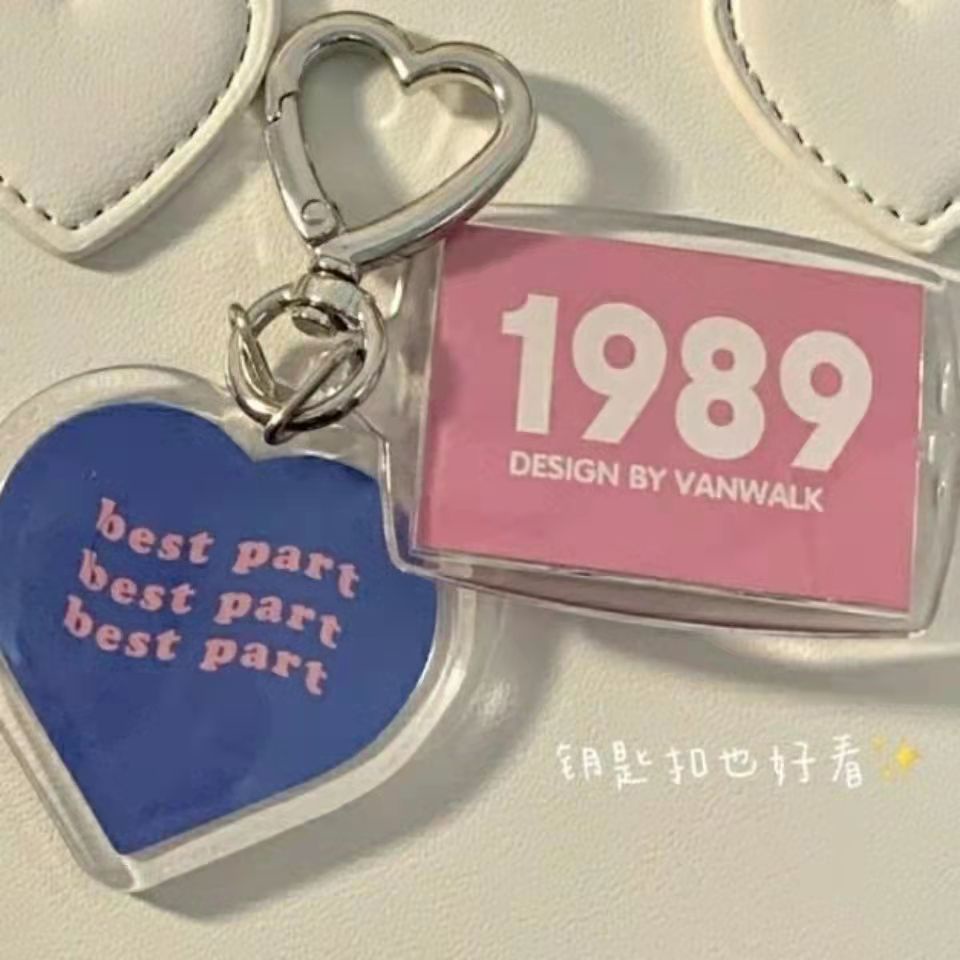 1989
DESIGN BY VANWALK
best part
best part
best part
钥匙扣也好看✨